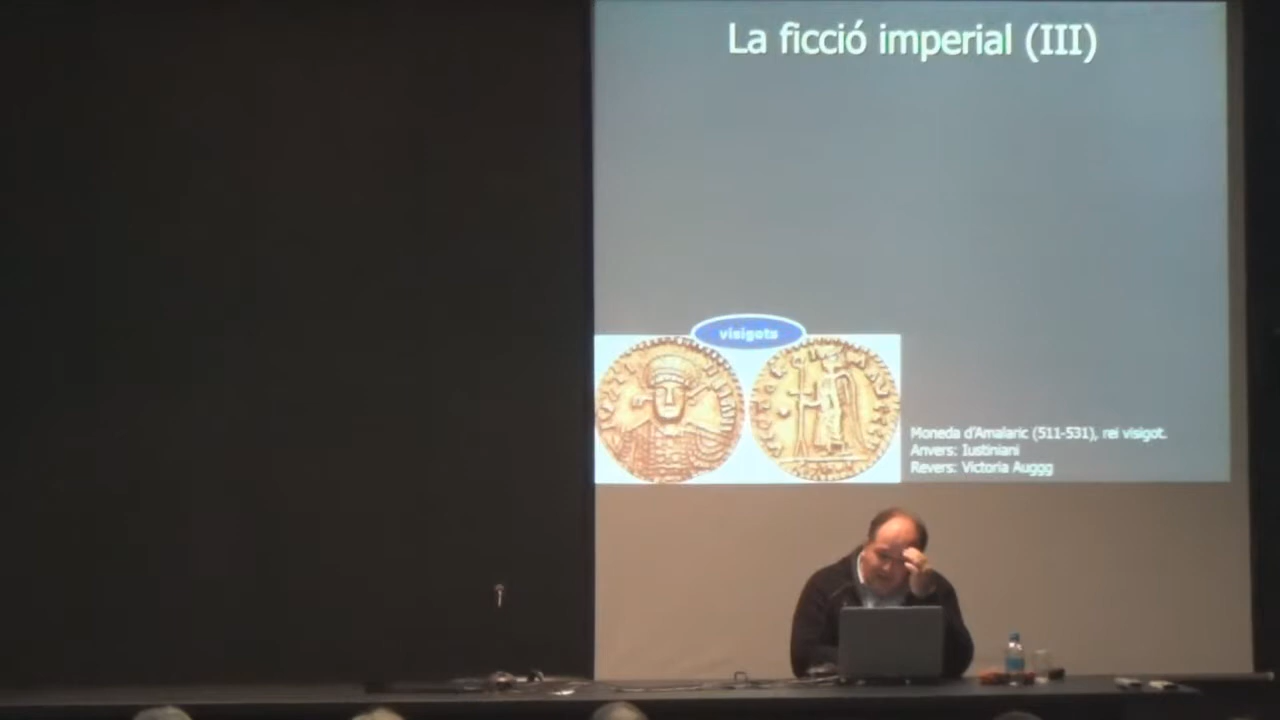 La ficció imperial (III)
visigots
Moneda d'Amalaric (511-531), rei visigot.
Anvers: Iustiniani
Revers: Victoria Auggg